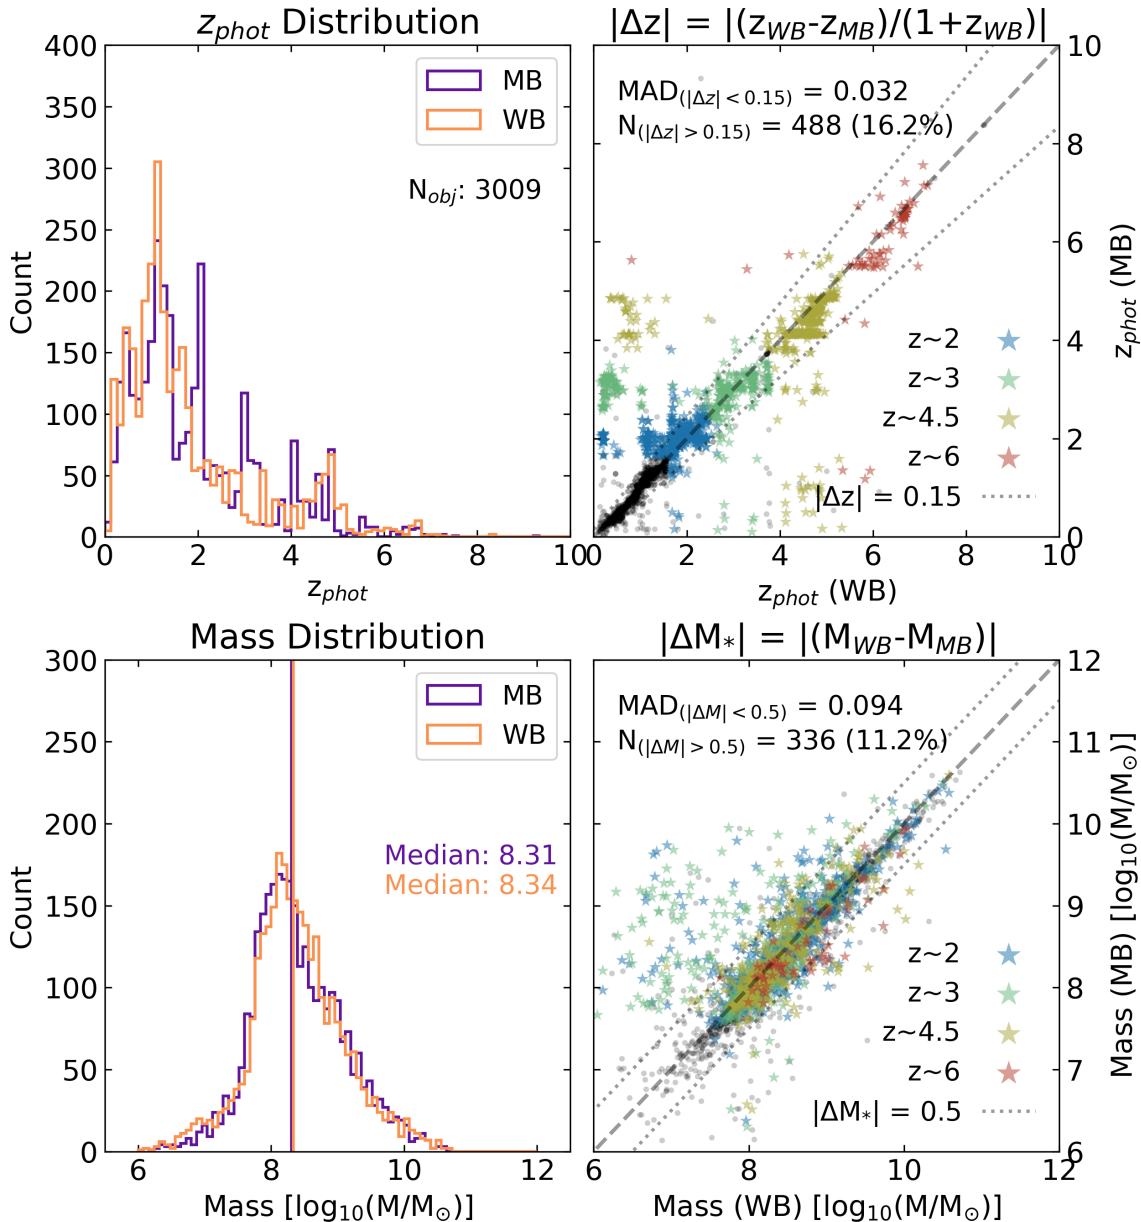 z_phot Distribution
400
350
300
250
200
150
100
50
0
Count
MB
WB
N_obj: 3009
0
2
4
6
8
10
z_phot
|Δz| = |(z_WB-z_MB)/(1+z_WB)|
MAD_(|Δz|<0.15) = 0.032
N_(|Δz|>0.15) = 488 (16.2%)
z~2
z~3
z~4.5
z~6
|Δz| = 0.15
10
8
6
4
2
0
z_phot (MB)
0
2
4
6
8
10
z_phot (WB)
Mass Distribution
300
250
200
150
100
50
0
Count
MB
WB
Median: 8.31
Median: 8.34
6
8
10
12
Mass [log₁₀(M/M☉)]
|ΔM_*| = |(M_WB-M_MB)|
MAD_(|ΔM|<0.5) = 0.094
N_(|ΔM|>0.5) = 336 (11.2%)
z~2
z~3
z~4.5
z~6
|ΔM_*| = 0.5
12
11
10
9
8
7
6
Mass (MB) [log₁₀(M/M☉)]
6
8
10
12
Mass (WB) [log₁₀(M/M☉)]